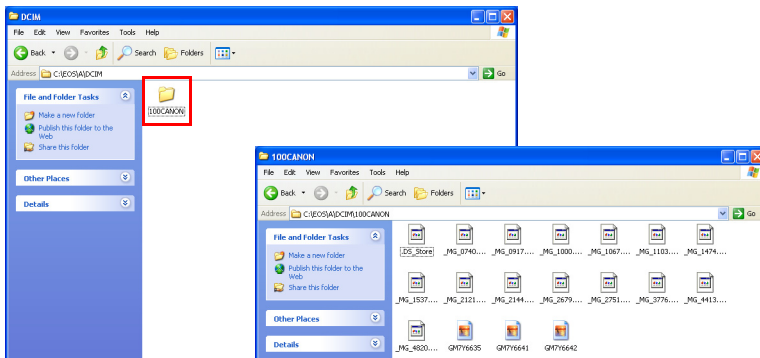 DCIM
File Edit View Favorites Tools Help
Back Search Folders
Address C:\EOS\A\DCIM Go
File and Folder Tasks
Make a new folder
Publish this folder to the
Web
Share this folder
Other Places
Details
100CANON
100CANON
File Edit View Favorites Tools Help
Back Search Folders
Address C:\EOS\A\DCIM\100CANON Go
File and Folder Tasks
Make a new folder
Publish this folder to the
Web
Share this folder
Other Places
Details
.DS_Store _MG_0740.... _MG_0917.... _MG_1000.... _MG_1067.... _MG_1103.... _MG_1474....
_MG_1537.... _MG_2121.... _MG_2144.... _MG_2679.... _MG_2751.... _MG_3776.... _MG_4413....
_MG_4820.... GM7Y6635 GM7Y6641 GM7Y6642